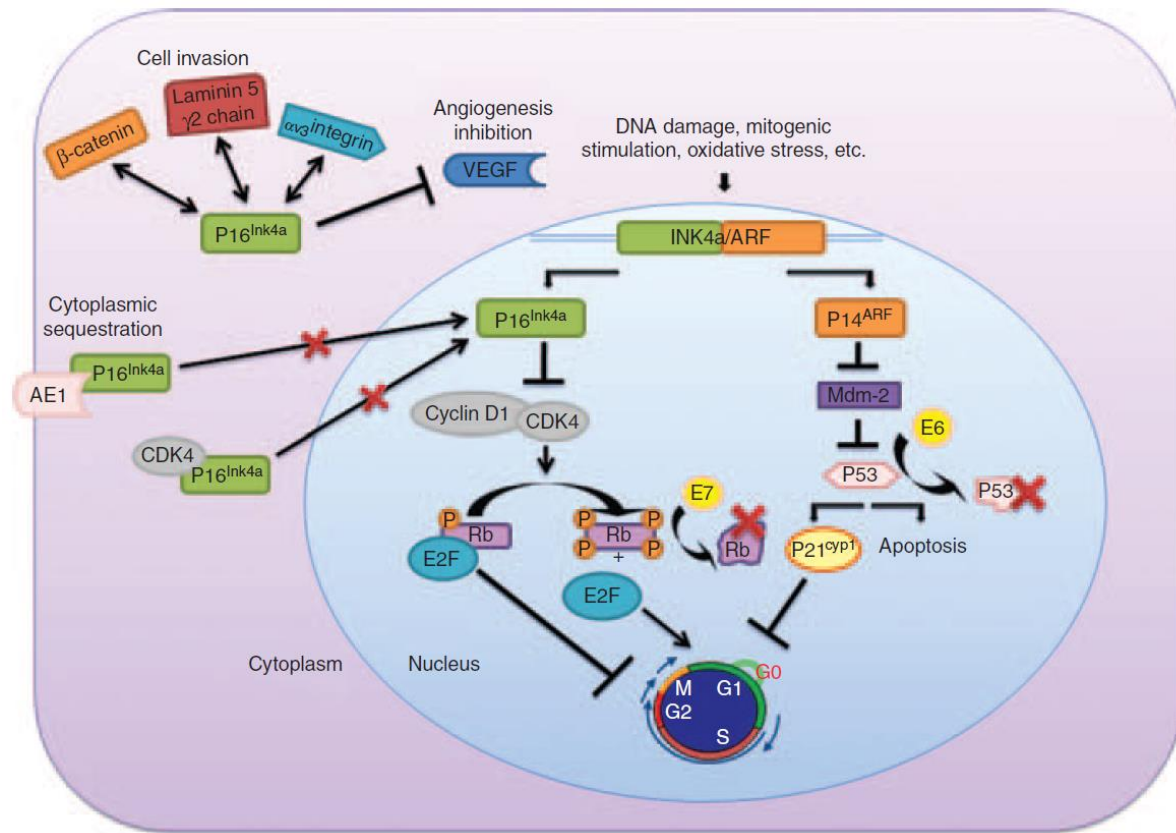 Cell invasion
Laminin 5
γ2 chain
β-catenin
αv3 integrin
P16Ink4a
Angiogenesis
inhibition
VEGF
DNA damage, mitogenic
stimulation, oxidative stress, etc.
INK4a/ARF
Cytoplasmic
sequestration
P16Ink4a
AE1
CDK4
P16Ink4a
P16Ink4a
Cyclin D1
CDK4
P14ARF
Mdm-2
E6
P53
P53
P
Rb
E2F
P
P
Rb
P
P
+
E2F
E7
Rb
P21cyp1
Apoptosis
Cytoplasm
Nucleus
G0
M
G1
G2
S